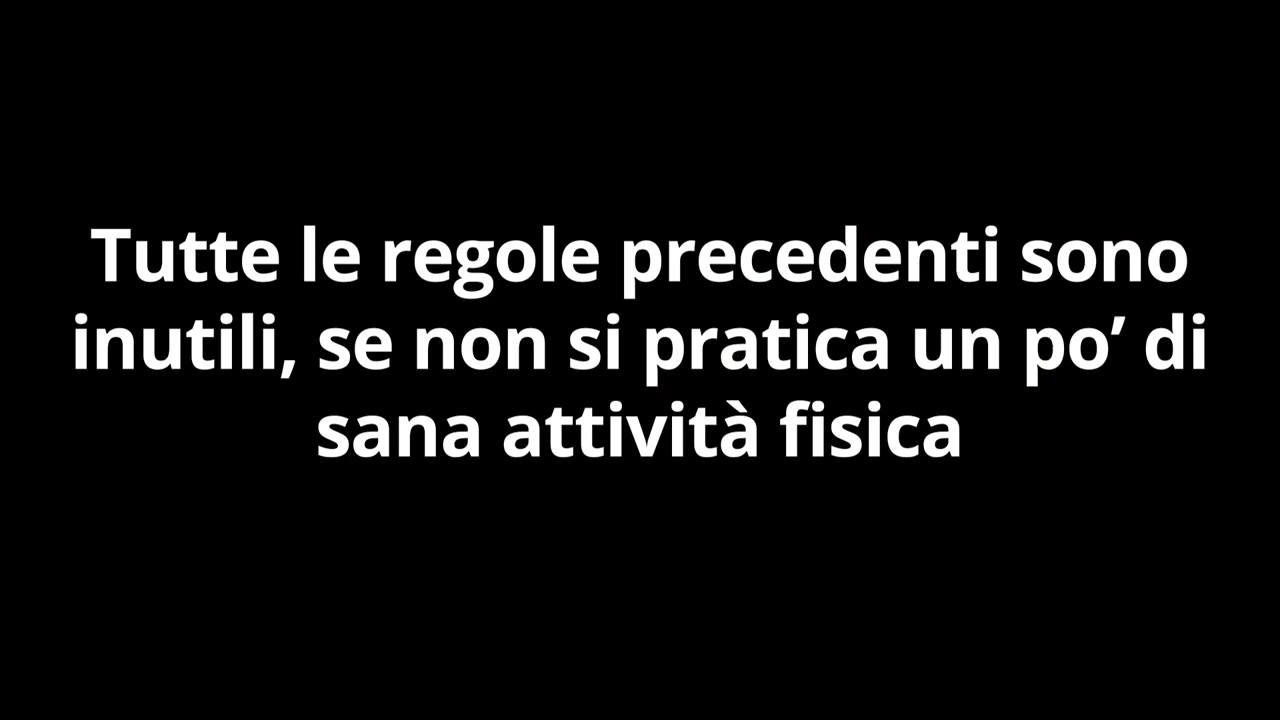 Tutte le regole precedenti sono
inutili, se non si pratica un po’ di
sana attività fisica